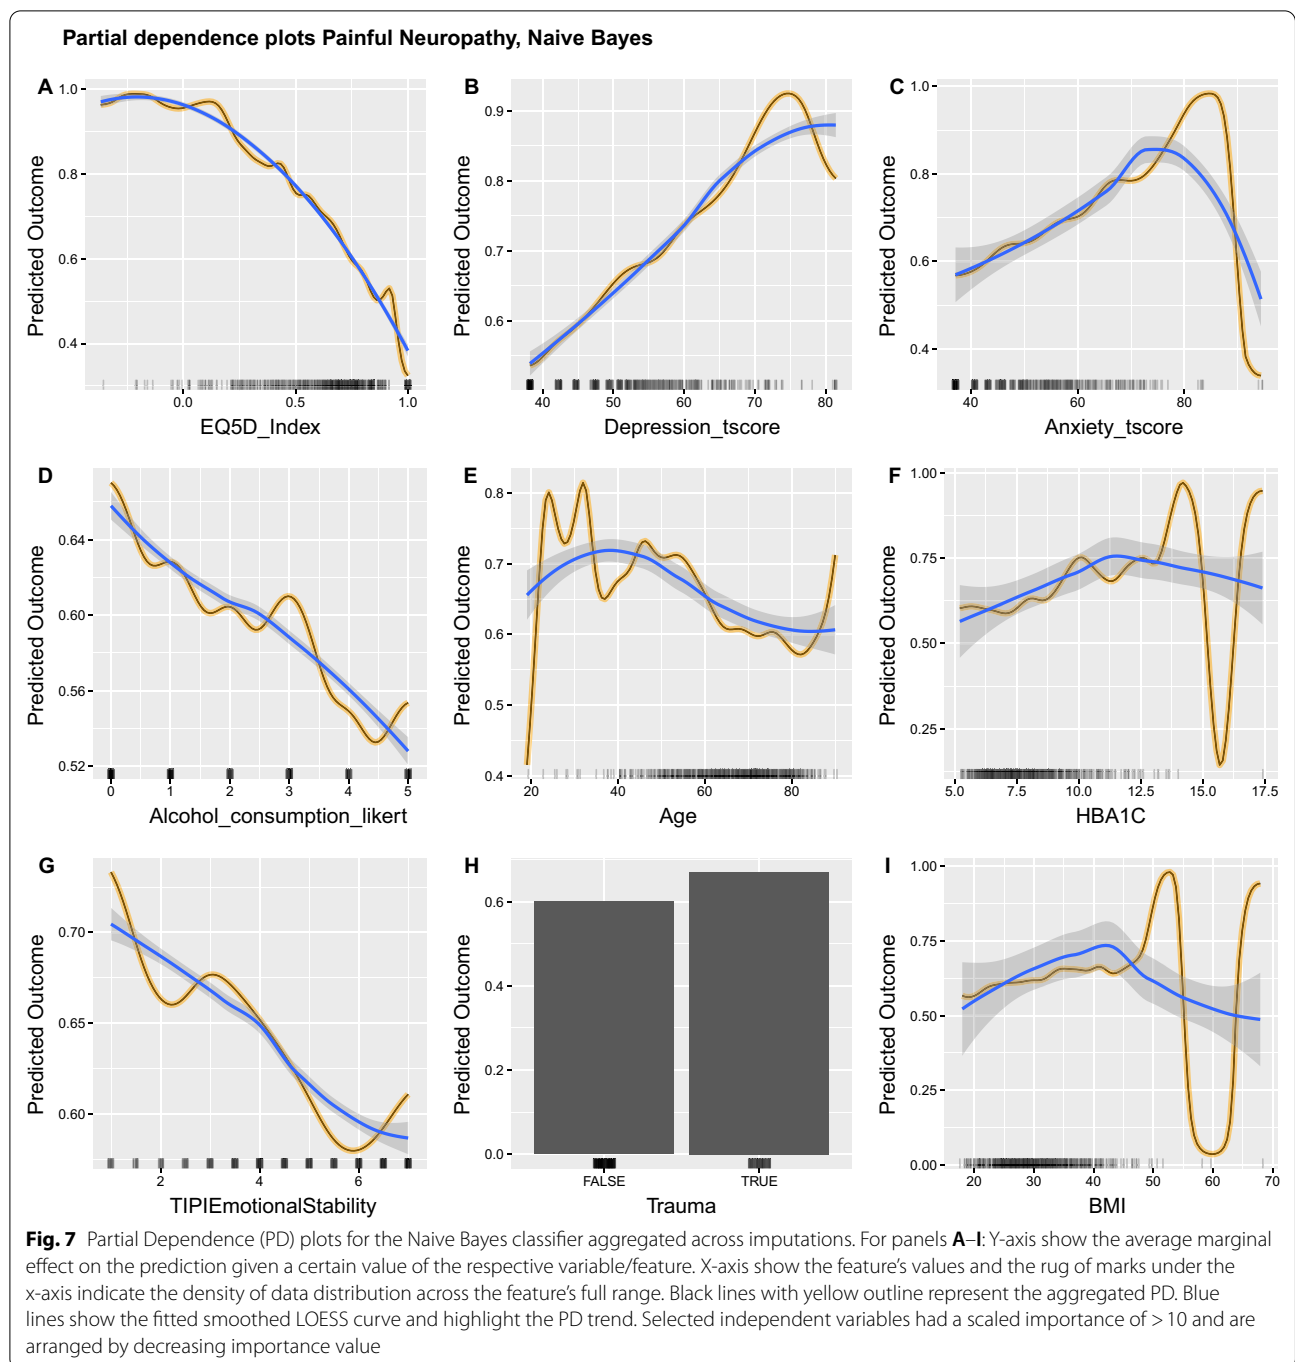 Partial dependence plots Painful Neuropathy, Naive Bayes
A
1.0
0.8
0.6
0.4
Predicted Outcome
0.0 0.5 1.0
EQ5D_Index
B
0.9
0.8
0.7
0.6
Predicted Outcome
40 50 60 70 80
Depression_tscore
C
1.0
0.8
0.6
0.4
Predicted Outcome
40 60 80
Anxiety_tscore
D
0.64
0.60
0.56
0.52
Predicted Outcome
0 1 2 3 4 5
Alcohol_consumption_likert
E
0.8
0.7
0.6
0.5
0.4
Predicted Outcome
20 40 60 80
Age
F
1.00
0.75
0.50
0.25
Predicted Outcome
5.0 7.5 10.0 12.5 15.0 17.5
HBA1C
G
0.70
0.65
0.60
Predicted Outcome
2 4 6
TIPIEmotionalStability
H
0.6
0.4
0.2
0.0
Predicted Outcome
FALSE TRUE
Trauma
I
1.00
0.75
0.50
0.25
0.00
Predicted Outcome
20 30 40 50 60 70
BMI
Fig. 7 Partial Dependence (PD) plots for the Naive Bayes classifier aggregated across imputations. For panels A–I: Y-axis show the average marginal
effect on the prediction given a certain value of the respective variable/feature. X-axis show the feature's values and the rug of marks under the
x-axis indicate the density of data distribution across the feature's full range. Black lines with yellow outline represent the aggregated PD. Blue
lines show the fitted smoothed LOESS curve and highlight the PD trend. Selected independent variables had a scaled importance of > 10 and are
arranged by decreasing importance value